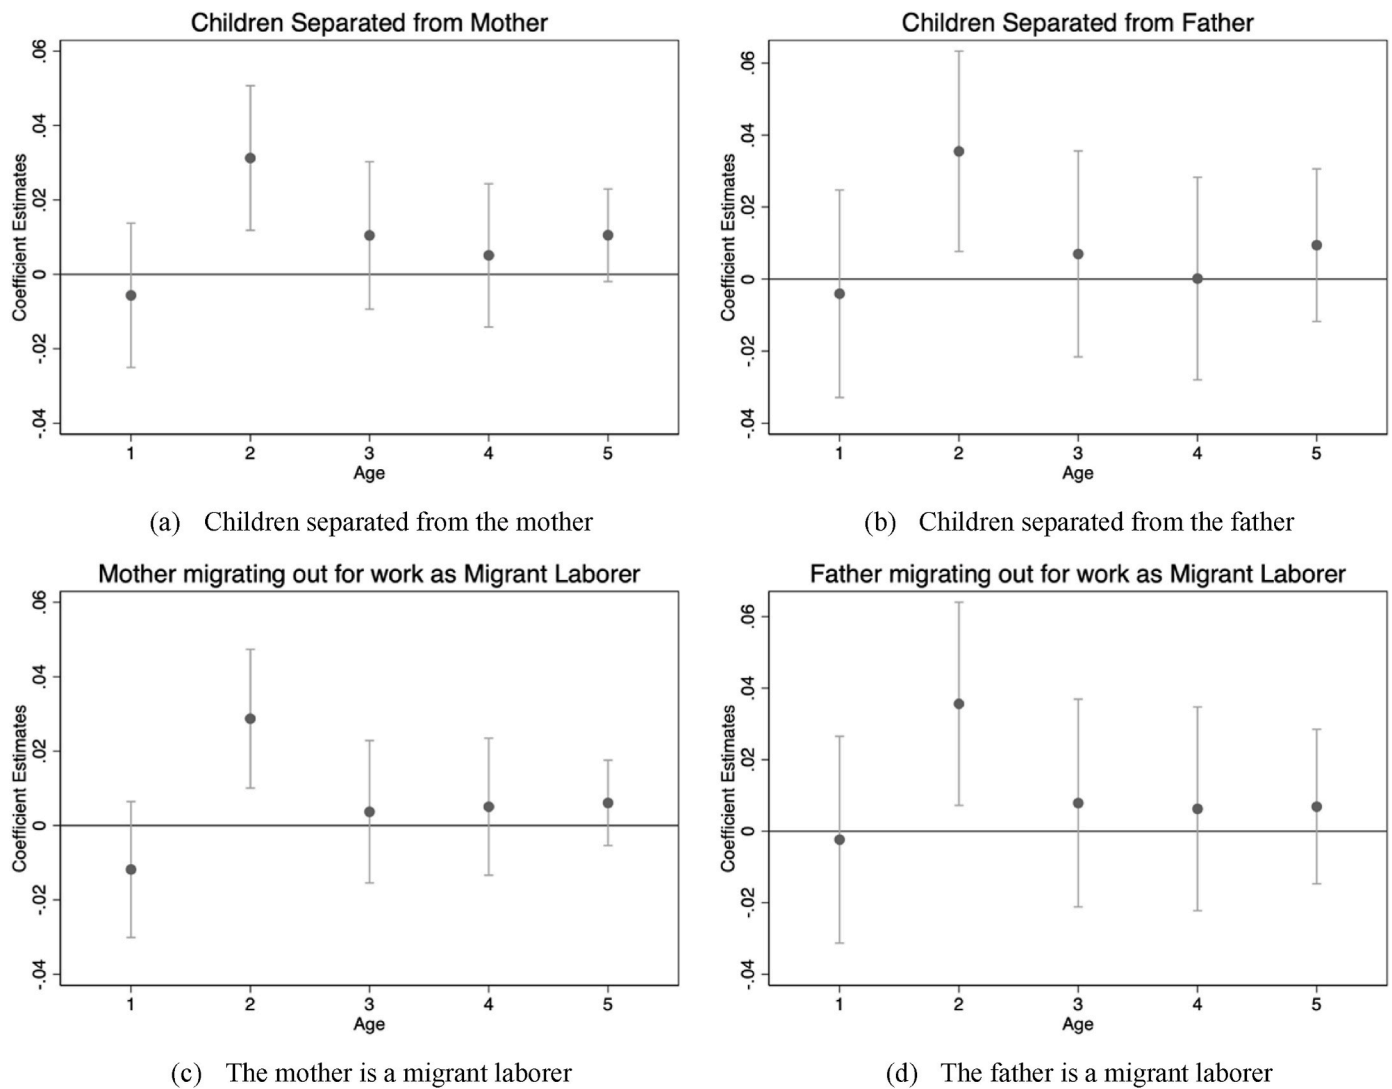 Children Separated from Mother
Coefficient Estimates
.06
.04
.02
0
-.02
-.04
1 2 3 4 5
Age
(a) Children separated from the mother
Children Separated from Father
Coefficient Estimates
.06
.04
.02
0
-.02
-.04
1 2 3 4 5
Age
(b) Children separated from the father
Mother migrating out for work as Migrant Laborer
Coefficient Estimates
.06
.04
.02
0
-.02
-.04
1 2 3 4 5
Age
(c) The mother is a migrant laborer
Father migrating out for work as Migrant Laborer
Coefficient Estimates
.06
.04
.02
0
-.02
-.04
1 2 3 4 5
Age
(d) The father is a migrant laborer